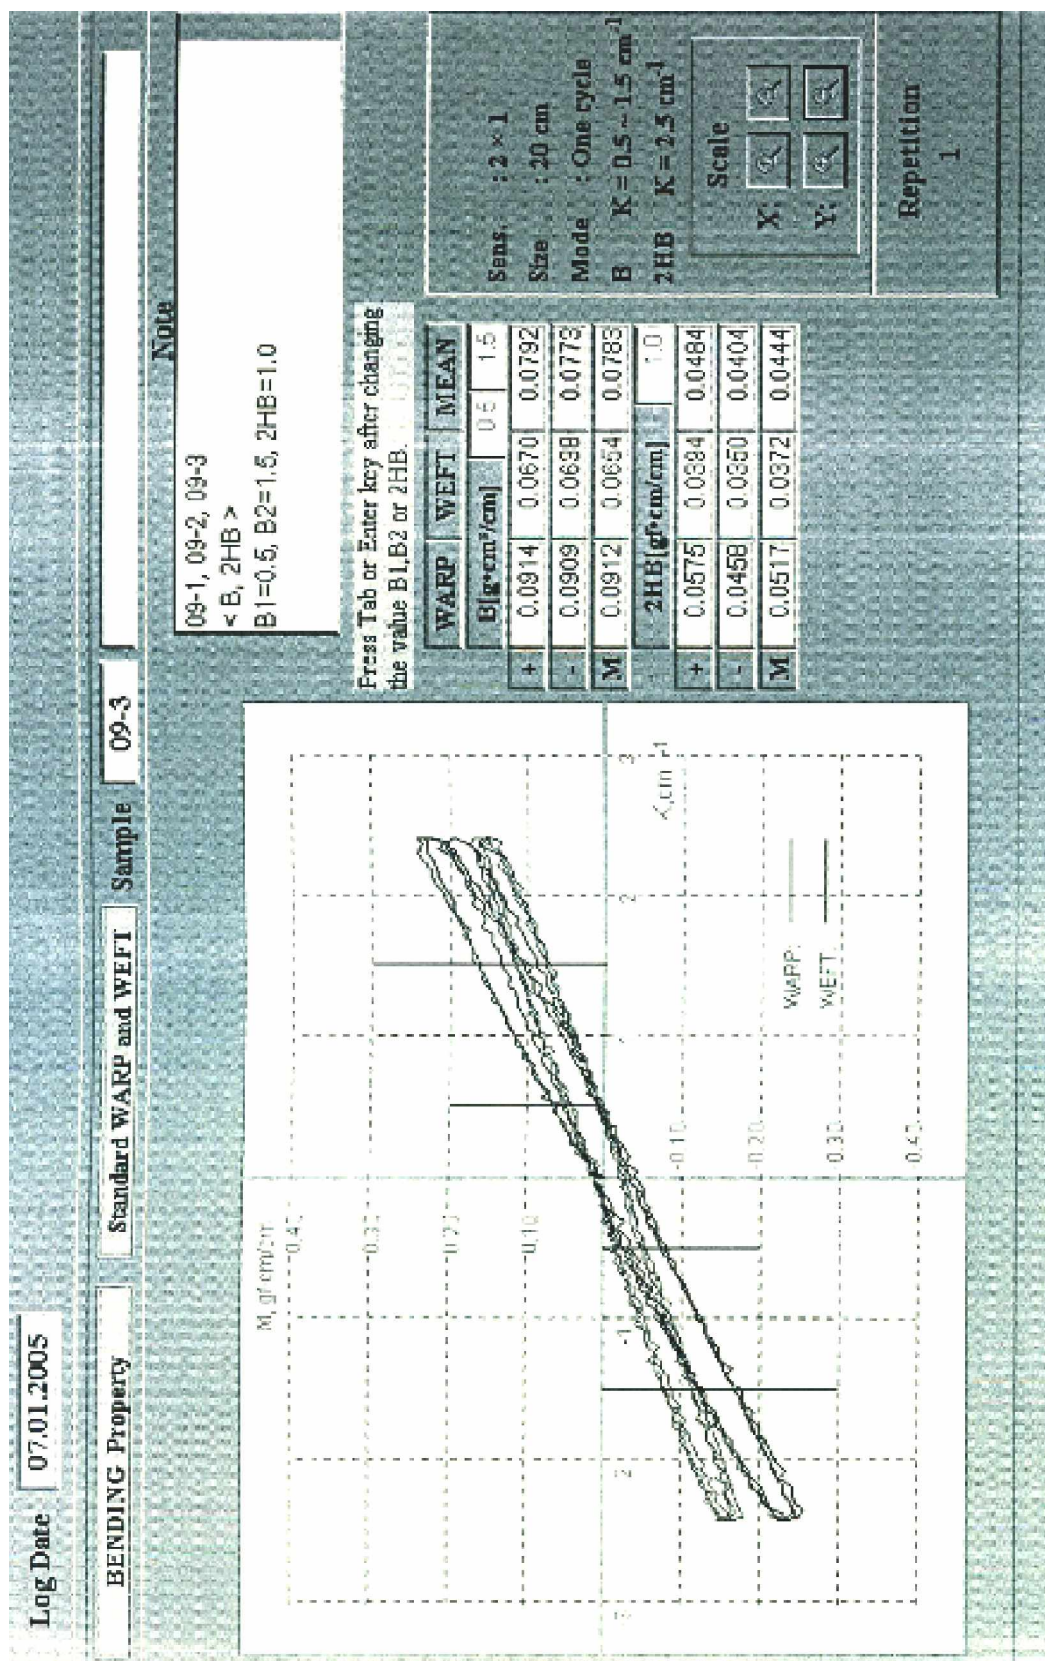 Log Date 07.01.2005
BENDING Property Standard WARP and WEFT Sample 09-3
Note
09-1, 09-2, 09-3
< B, 2HB >
B1=0.5, B2=1.5, 2HB=1.0
Press Tab or Enter key after changing
the value B1,B2 or 2HB.
WARP WEFT MEAN
B[g*cm²/cm] 0.5 1.5
+ 0.0914 0.0670 0.0792
- 0.0909 0.0638 0.0773
M 0.0912 0.0654 0.0783
2HB[gf*cm/cm] 1.0
+ 0.0575 0.0384 0.0484
- 0.0458 0.0350 0.0404
M 0.0517 0.0372 0.0444
Sens. : 2 × 1
Size : 20 cm
Mode : One cycle
B K = 0.5 ~ 1.5 cm⁻¹
2HB K = 2.5 cm⁻¹
Scale
X:
Y:
Repetition
1
M, gf cm/cm
0.30
0.20
0.10
-1
1
2
3
K,cm -1
-0.10
-0.20
0.30
0.40
WARP:
WEFT: